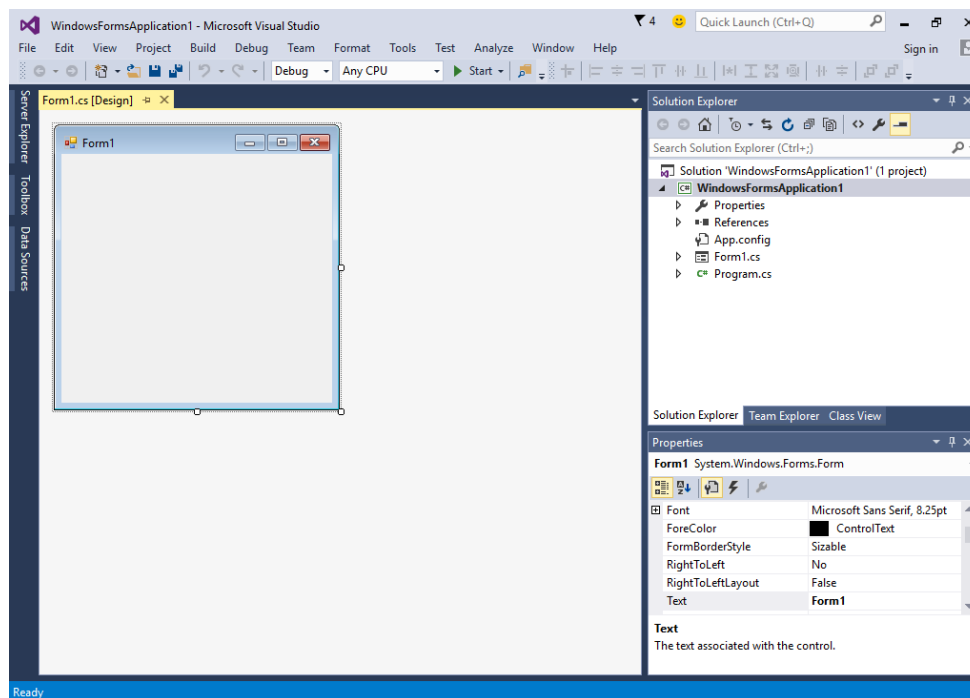 WindowsFormsApplication1 - Microsoft Visual Studio
4
Quick Launch (Ctrl+Q)
File Edit View Project Build Debug Team Format Tools Test Analyze Window Help
Sign in
Debug Any CPU Start
Server Explorer
Toolbox
Data Sources
Form1.cs [Design]
Form1
Solution Explorer
Search Solution Explorer (Ctrl+;)
Solution 'WindowsFormsApplication1' (1 project)
C# WindowsFormsApplication1
Properties
References
App.config
Form1.cs
C# Program.cs
Solution Explorer Team Explorer Class View
Properties
Form1 System.Windows.Forms.Form
Font Microsoft Sans Serif, 8.25pt
ForeColor ControlText
FormBorderStyle Sizable
RightToLeft No
RightToLeftLayout False
Text Form1
Text
The text associated with the control.
Ready